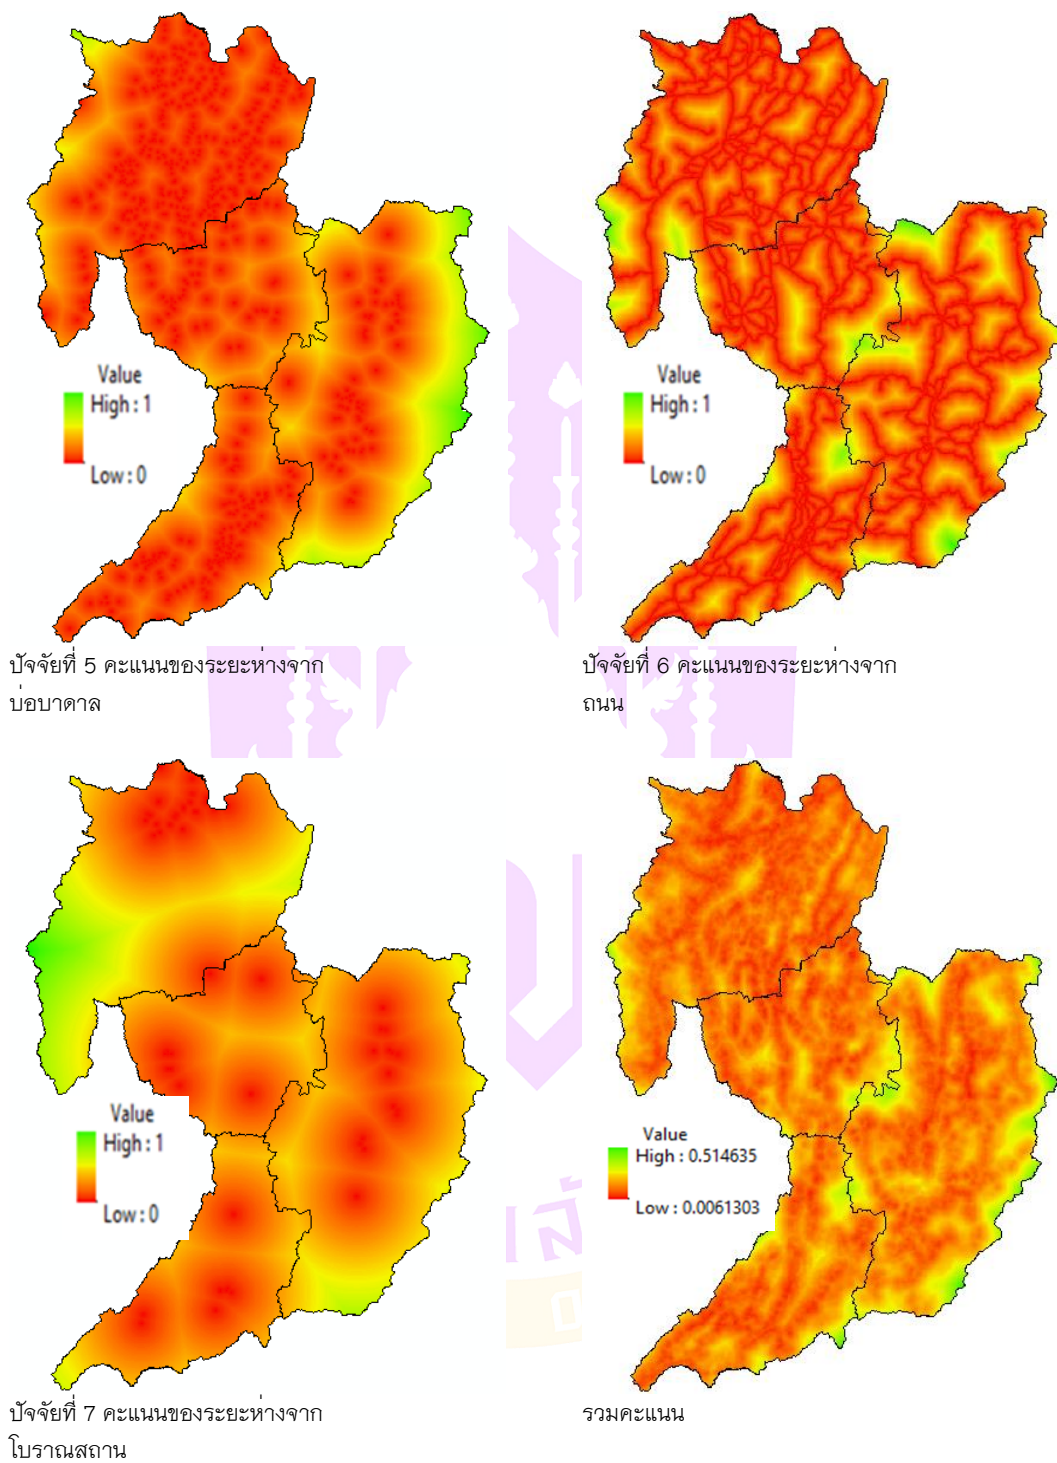 Value
High : 1
Low : 0
Value
High : 1
Low : 0
ปัจจัยที่ 5 คะแนนของระยะห่างจาก
บ่อบาดาล
ปัจจัยที่ 6 คะแนนของระยะห่างจาก
ถนน
Value
High : 1
Low : 0
Value
High : 0.514635
Low : 0.0061303
ปัจจัยที่ 7 คะแนนของระยะห่างจาก
โบราณสถาน
รวมคะแนน